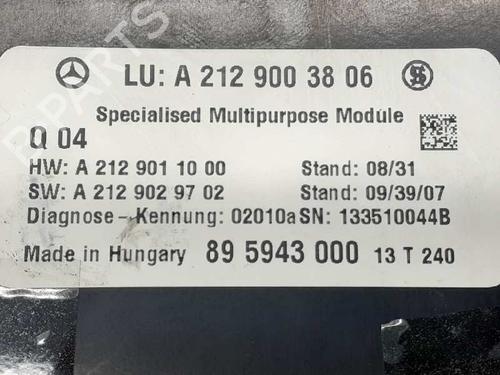 B-PARTS
LU: A 212 900 38 06
Specialised Multipurpose Module
Q 04
HW: A 212 901 10 00 Stand: 08/31
SW: A 212 902 97 02 Stand: 09/39/07
Diagnose-Kennung: 02010a SN: 133510044B
Made in Hungary 89 5943 000 13 T 240